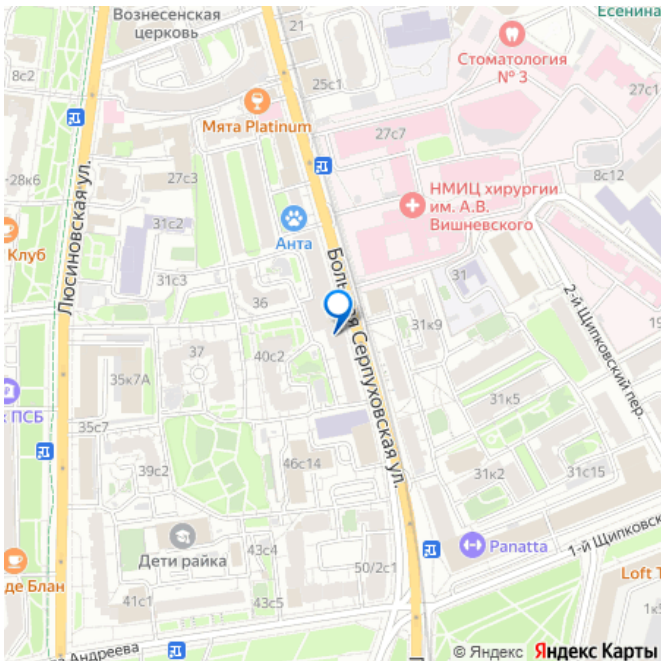 Вознесенская
церковь
21
Есенина
8с2
25с1
Стоматология
№ 3
27с1
Мята Platinum
27с7
-28к6
27с3
8с12
НМИЦ хирургии
им. А.В.
Вишневского
Люсиновская ул.
31с2
Анта
Клуб
31с3
Большая Серпуховская ул.
31
36
2-й Щипковский пер.
31к9
19
37
40с2
35к7А
к ПСБ
31к5
35с7
39с2
46с14
31к2
31с15
Дети райка
43с4
Panatta
1-й Щипковск
де Блан
50/2с1
Loft T
41с1
43с5
1к5
Андреева
© Яндекс Яндекс Карты